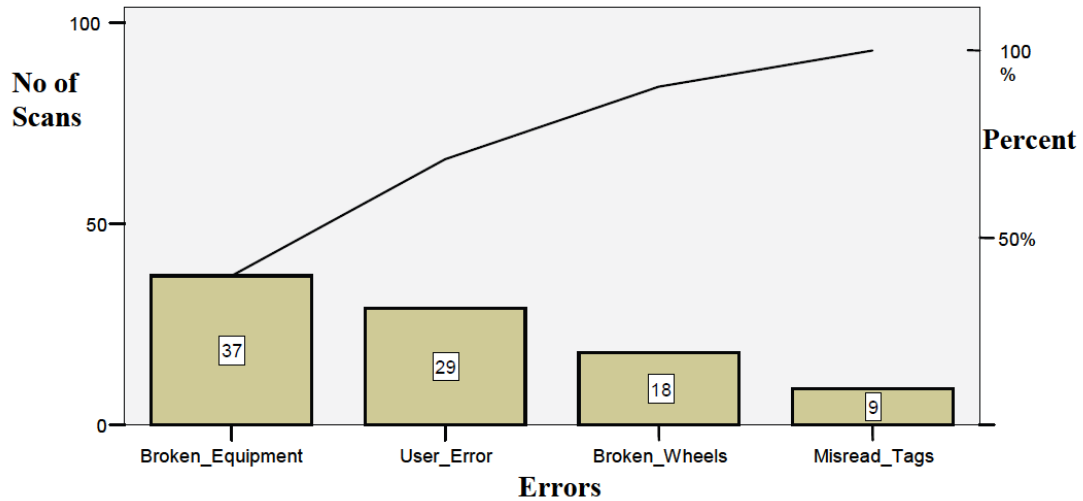 100
No of
Scans
50
0
37
29
18
9
100
%
Percent
50%
Broken_Equipment
User_Error
Broken_Wheels
Misread_Tags
Errors